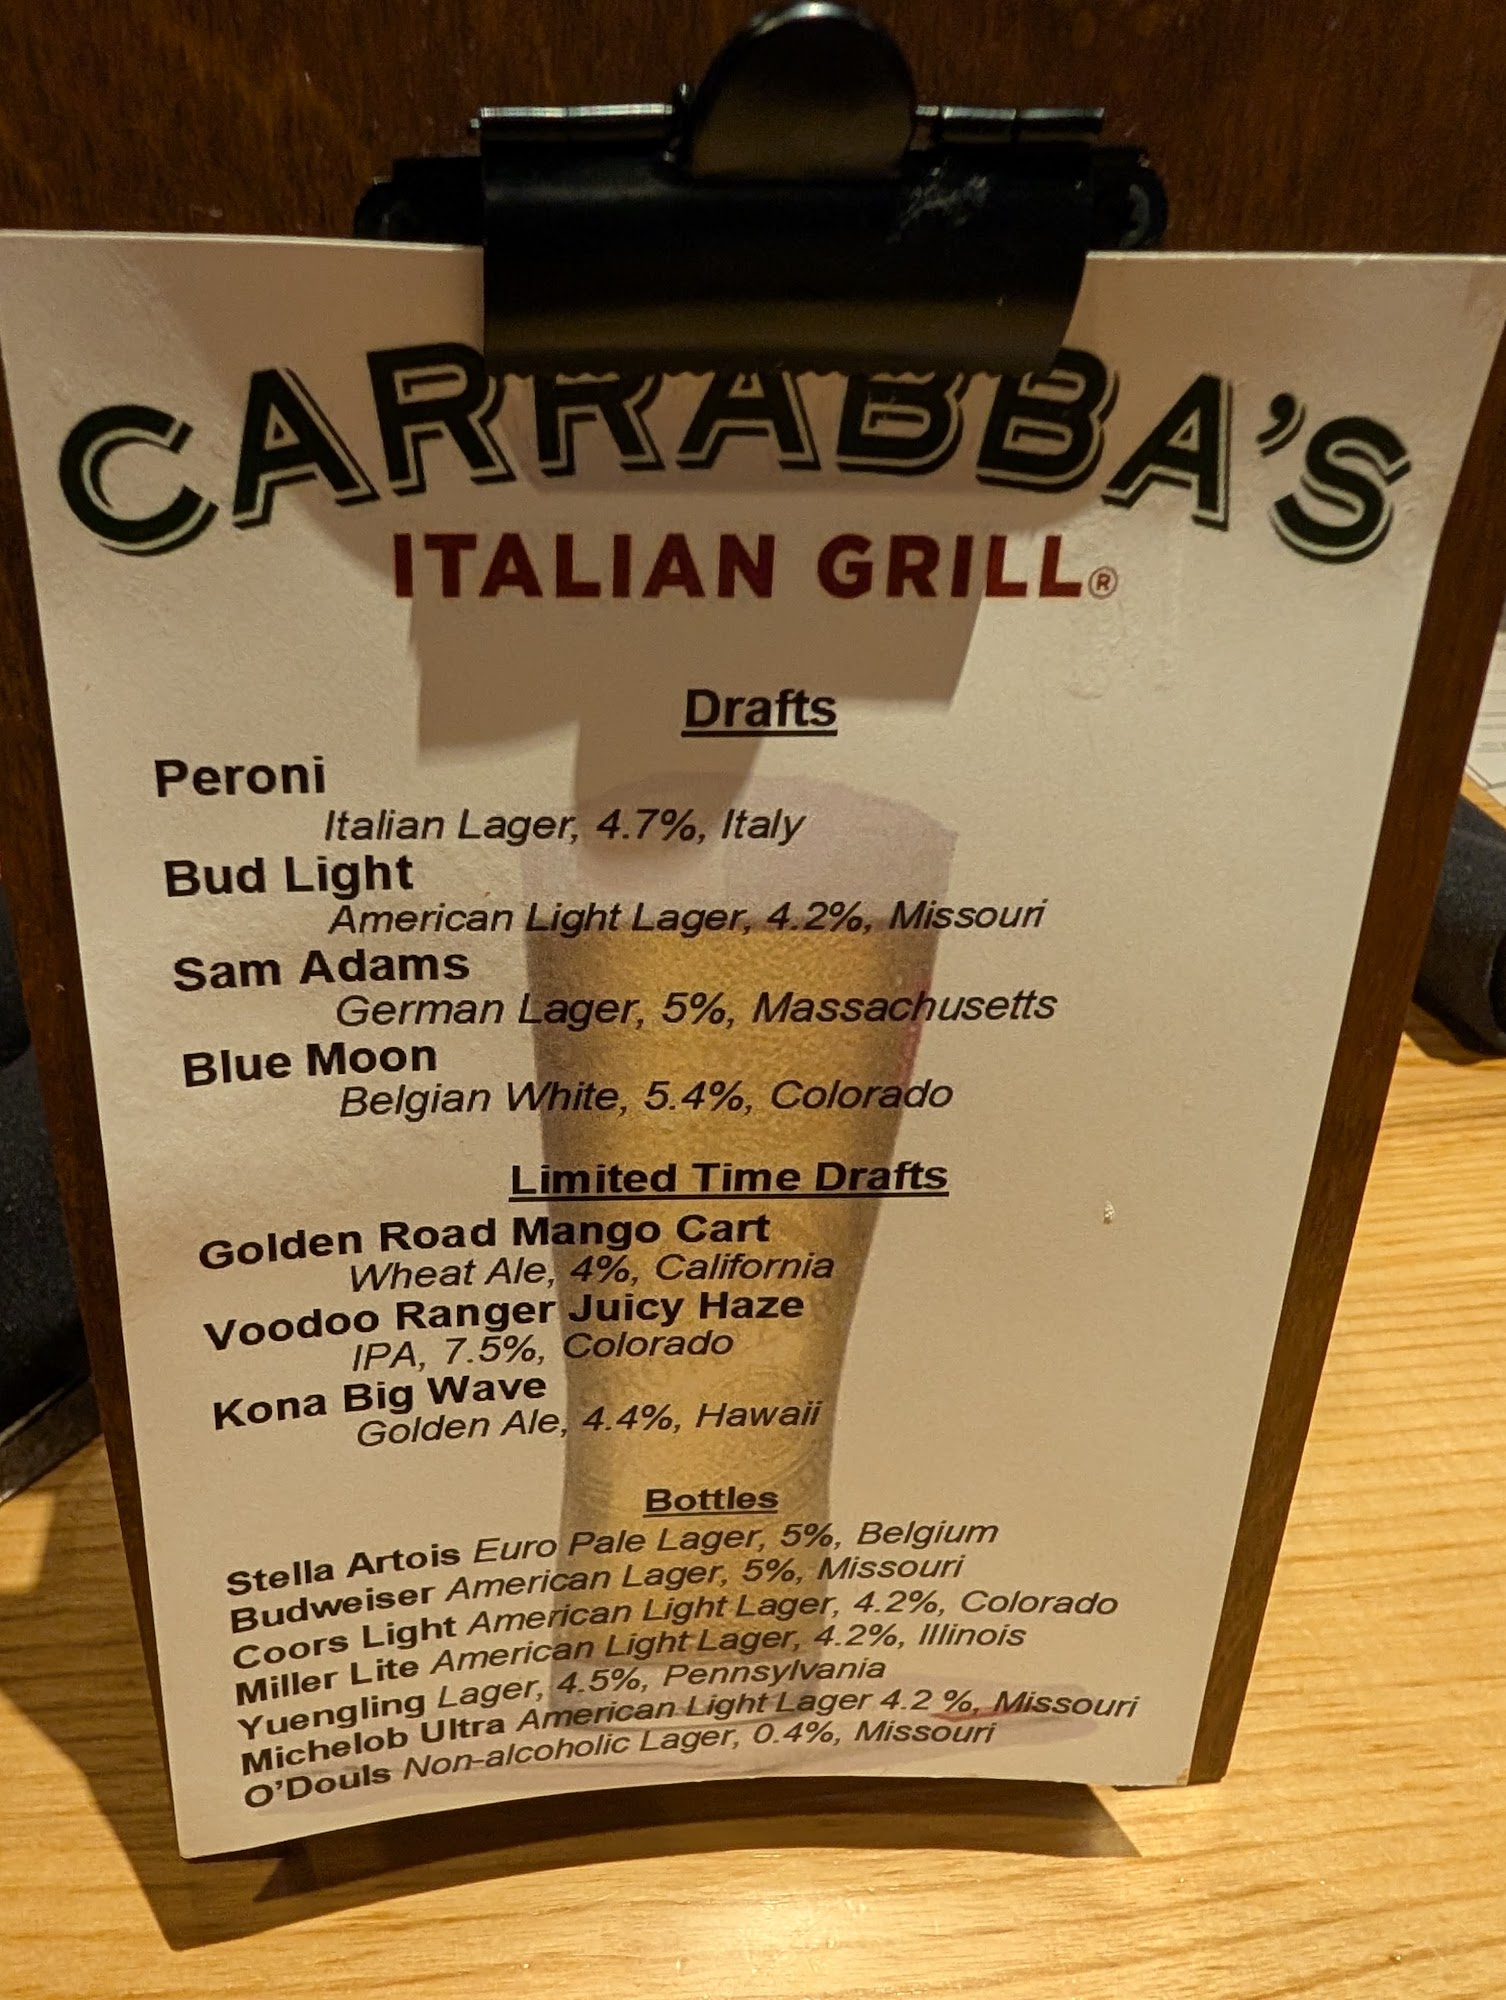 CARRABBA'S
ITALIAN GRILL®
Drafts
Peroni
Italian Lager, 4.7%, Italy
Bud Light
American Light Lager, 4.2%, Missouri
Sam Adams
German Lager, 5%, Massachusetts
Blue Moon
Belgian White, 5.4%, Colorado
Limited Time Drafts
Golden Road Mango Cart
Wheat Ale, 4%, California
Voodoo Ranger Juicy Haze
IPA, 7.5%, Colorado
Kona Big Wave
Golden Ale, 4.4%, Hawaii
Bottles
Stella Artois Euro Pale Lager, 5%, Belgium
Budweiser American Lager, 5%, Missouri
Coors Light American Light Lager, 4.2%, Colorado
Miller Lite American Light Lager, 4.2%, Illinois
Yuengling Lager, 4.5%, Pennsylvania
Michelob Ultra American Light Lager 4.2 %, Missouri
O'Douls Non-alcoholic Lager, 0.4%, Missouri